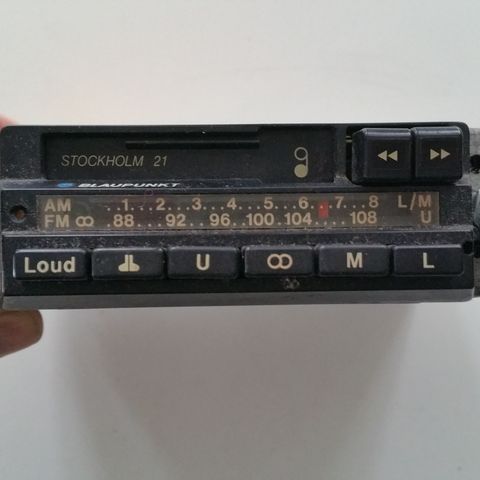 STOCKHOLM 21
BLAUPUNKT
AM ..1...2...3...4...5...6...7...8 L/M
FM 88....92....96....100....104....108 U
Loud U M L